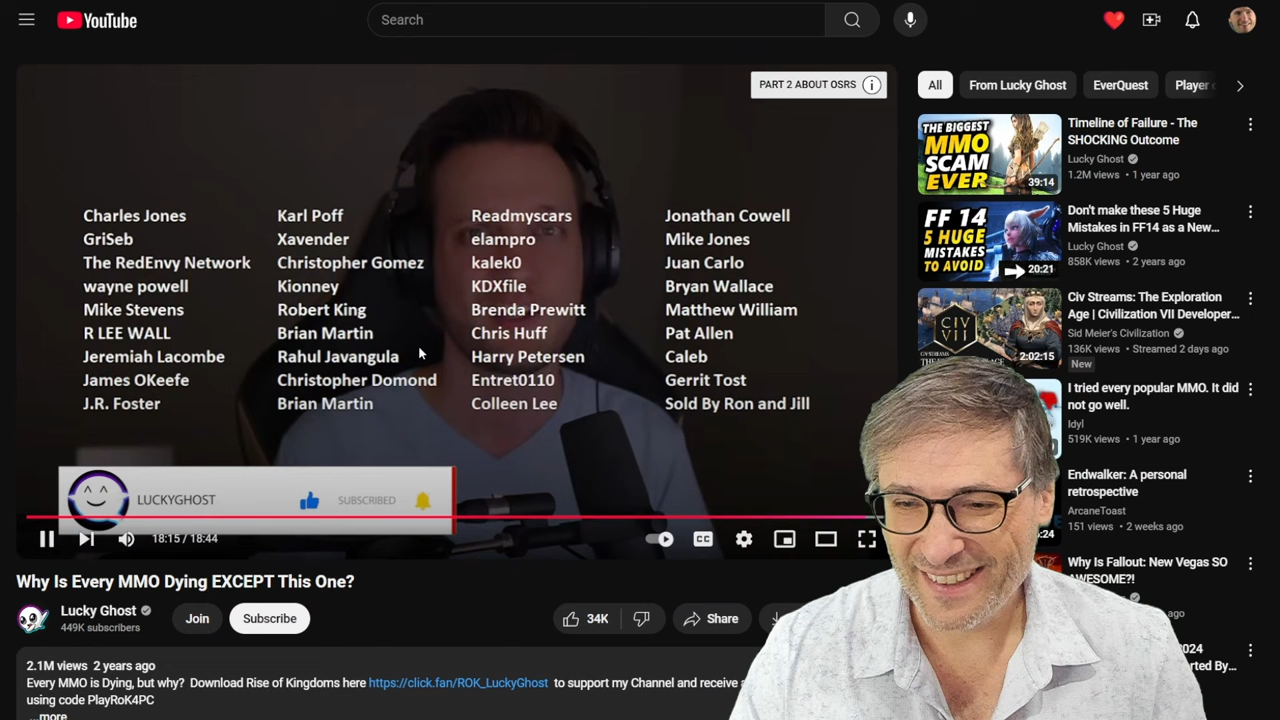 YouTube
Search
PART 2 ABOUT OSRS
Charles Jones
GriSeb
The RedEnvy Network
wayne powell
Mike Stevens
R LEE WALL
Jeremiah Lacombe
James OKeefe
J.R. Foster
Karl Poff
Xavender
Christopher Gomez
Kionney
Robert King
Brian Martin
Rahul Javangula
Christopher Domond
Brian Martin
Readmyscars
elampro
kalek0
KDXfile
Brenda Prewitt
Chris Huff
Harry Petersen
Entret0110
Colleen Lee
Jonathan Cowell
Mike Jones
Juan Carlo
Bryan Wallace
Matthew William
Pat Allen
Caleb
Gerrit Tost
Sold By Ron and Jill
LUCKYGHOST
SUBSCRIBED
18:15 / 18:44
CC
Why Is Every MMO Dying EXCEPT This One?
Lucky Ghost
449K subscribers
Join
Subscribe
34K
Share
2.1M views 2 years ago
Every MMO is Dying, but why? Download Rise of Kingdoms here https://click.fan/ROK_LuckyGhost to support my Channel and receive a
using code PlayRoK4PC
...more
All
From Lucky Ghost
EverQuest
Player
THE BIGGEST
MMO
SCAM
EVER
39:14
Timeline of Failure - The
SHOCKING Outcome
Lucky Ghost
1.2M views • 1 year ago
FF 14
5 HUGE
MISTAKES
TO AVOID
20:21
Don't make these 5 Huge
Mistakes in FF14 as a New...
Lucky Ghost
858K views • 2 years ago
CIV
VII
CIV STREAMS: THE EXPLORATION
2:02:15
Civ Streams: The Exploration
Age | Civilization VII Developer...
Sid Meier's Civilization
136K views • Streamed 2 days ago
New
I tried every popular MMO. It did
not go well.
Idyl
519K views • 1 year ago
Endwalker: A personal
retrospective
ArcaneToast
151 views • 2 weeks ago
5:24
Why Is Fallout: New Vegas SO
AWESOME?!
ago
2024
rted By...